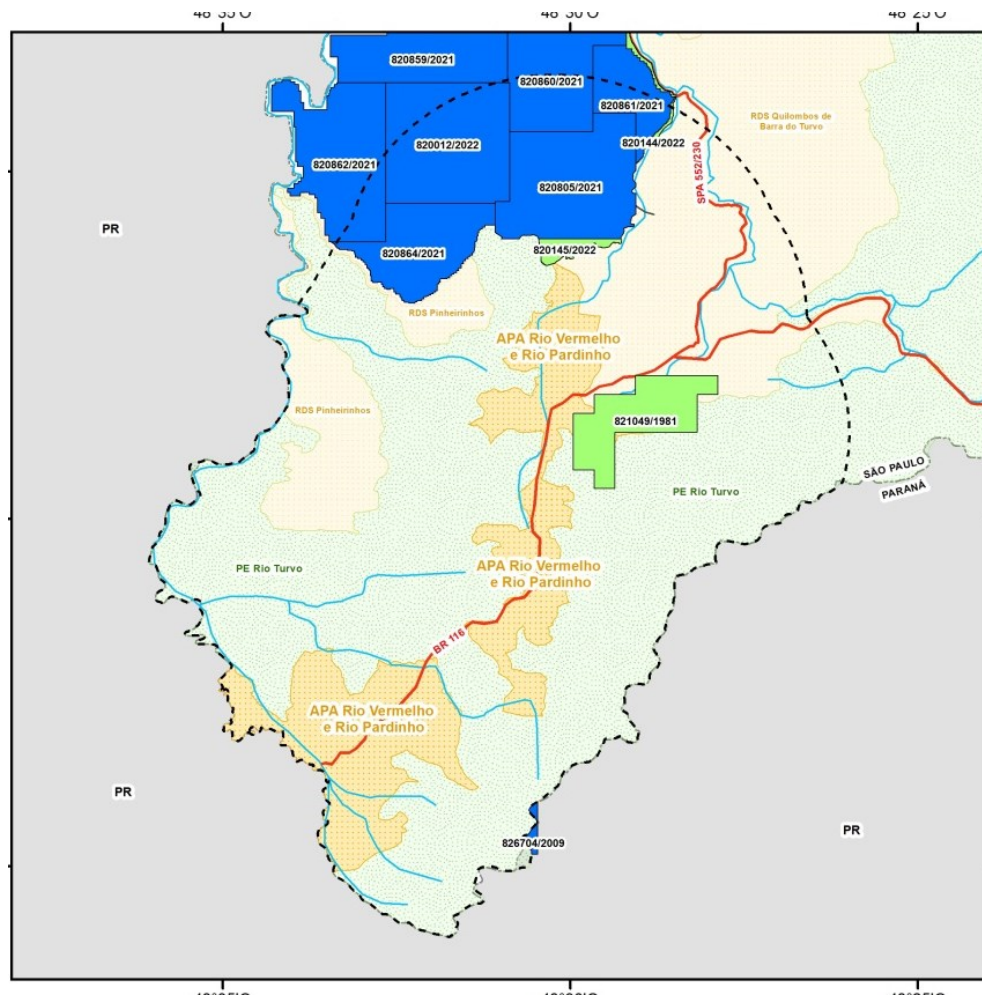 48°35'O
48°30'O
48°25'O
820859/2021
820860/2021
820861/2021
RDS Quilombos de
Barra do Turvo
820862/2021
820012/2022
820144/2022
SPA 552/230
820805/2021
PR
820864/2021
820145/2022
RDS Pinheirinhos
APA Rio Vermelho
e Rio Pardinho
RDS Pinheirinhos
821049/1981
SÃO PAULO
PARANÁ
PE Rio Turvo
PE Rio Turvo
APA Rio Vermelho
e Rio Pardinho
BR 116
APA Rio Vermelho
e Rio Pardinho
PR
PR
826704/2009